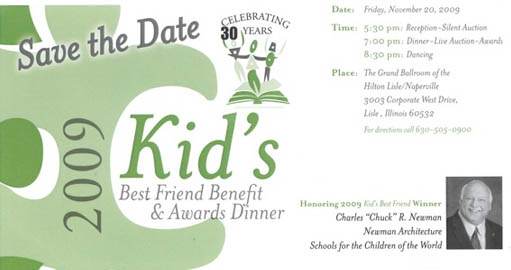 Save the Date
CELEBRATING
30 YEARS
2009
Kid's
Best Friend Benefit
& Awards Dinner
Date: Friday, November 20, 2009
Time: 5:30 pm: Reception~Silent Auction
7:00 pm: Dinner~Live Auction~Awards
8:30 pm: Dancing
Place: The Grand Ballroom of the
Hilton Lisle/Naperville
3003 Corporate West Drive,
Lisle, Illinois 60532
For directions call 630-505-0900
Honoring 2009 Kid's Best Friend Winner
Charles "Chuck" R. Newman
Newman Architecture
Schools for the Children of the World